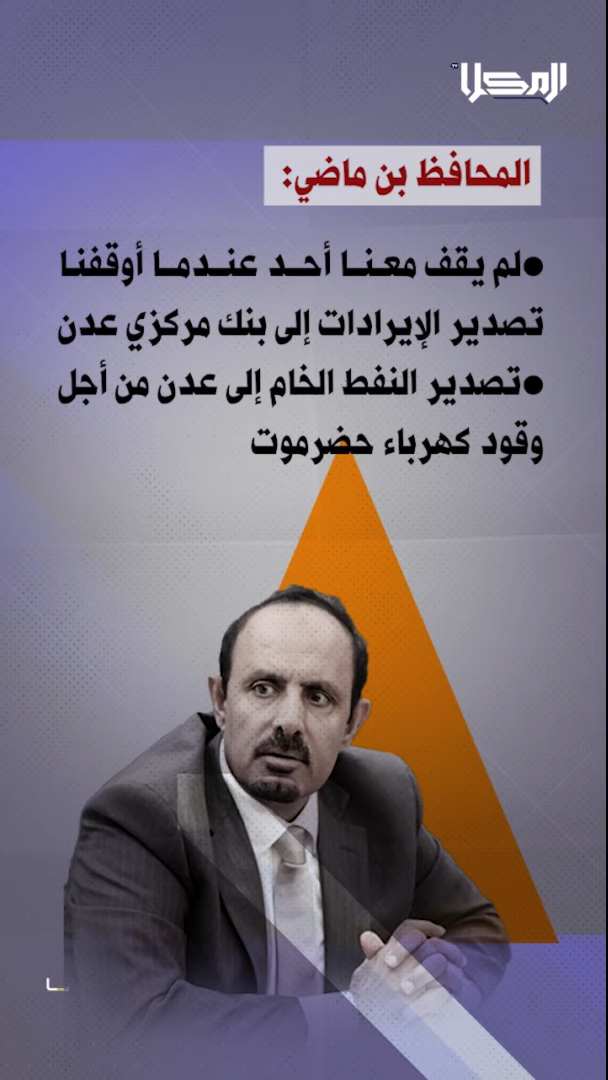 المكلا
TV
المحافظ بن ماضي:
●لم يقف معنا أحد عندما أوقفنا
تصدير الإيرادات إلى بنك مركزي عدن
●تصدير النفط الخام إلى عدن من أجل
وقود كهرباء حضرموت